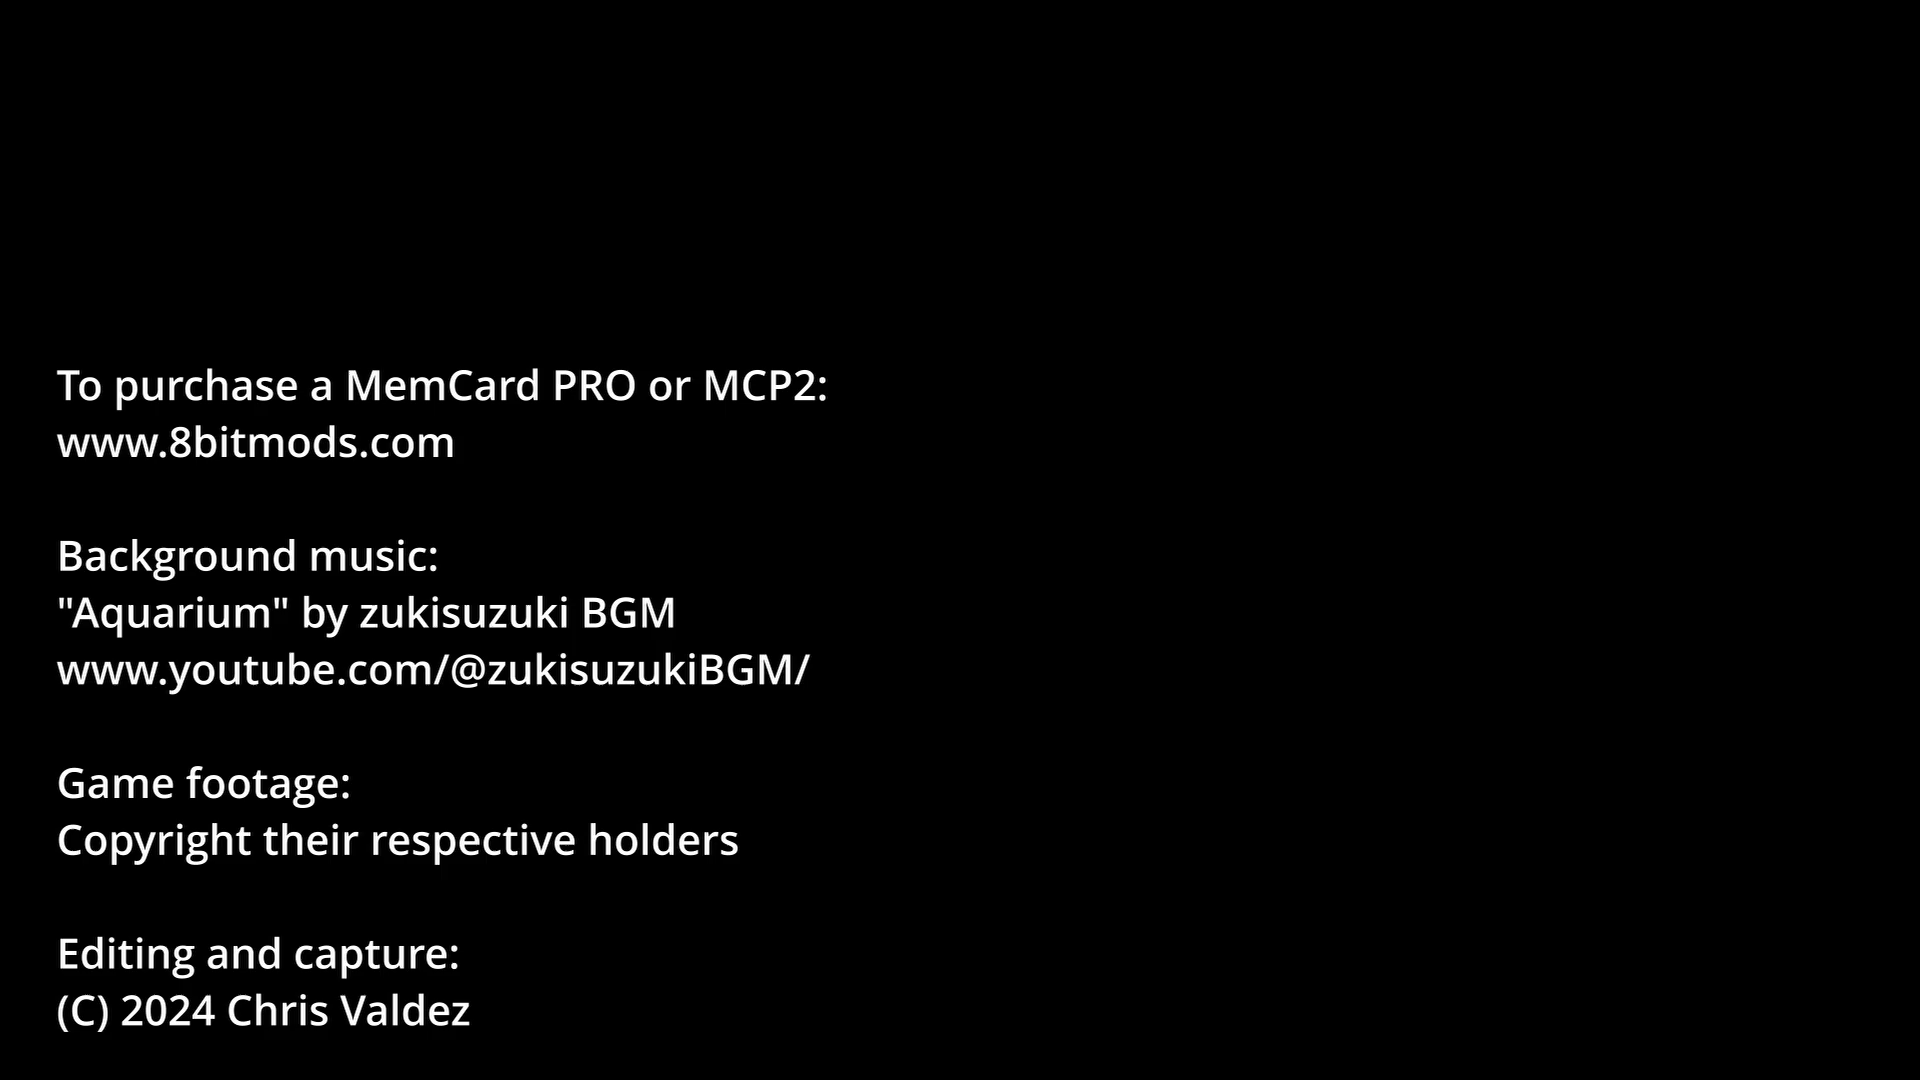 To purchase a MemCard PRO or MCP2:
www.8bitmods.com
Background music:
"Aquarium" by zukisuzuki BGM
www.youtube.com/@zukisuzukiBGM/
Game footage:
Copyright their respective holders
Editing and capture:
(C) 2024 Chris Valdez